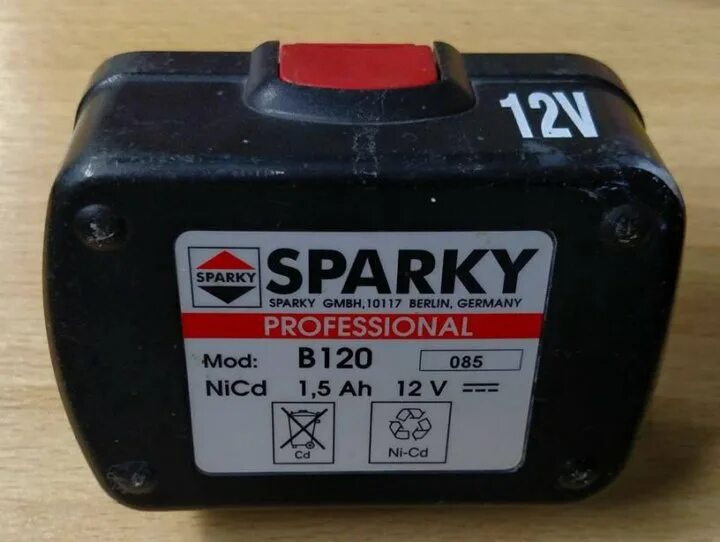 12V
SPARKY
SPARKY
SPARKY GMBH,10117 BERLIN, GERMANY
PROFESSIONAL
Mod: B120 085
NiCd 1,5 Ah 12 V
Cd Ni-Cd